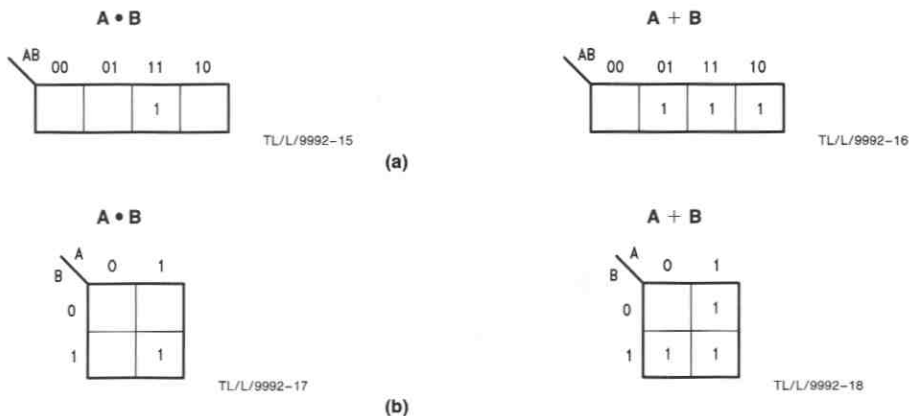 A • B    A + B
AB 00 01 11 10    AB 00 01 11 10
1    1 1 1
TL/L/9992-15    TL/L/9992-16
(a)
A • B    A + B
A    A
B 0 1    B 0 1
0    0 1
1 1    1 1 1
TL/L/9992-17    TL/L/9992-18
(b)